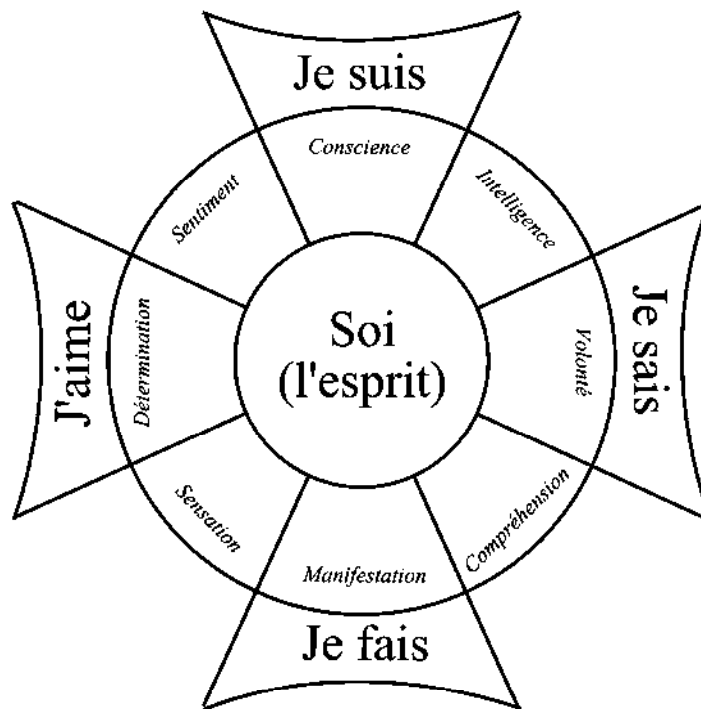 Je suis
Conscience
Sentiment
Intelligence
J'aime
Détermination
Soi
(l'esprit)
Volonté
Je sais
Sensation
Compréhension
Manifestation
Je fais